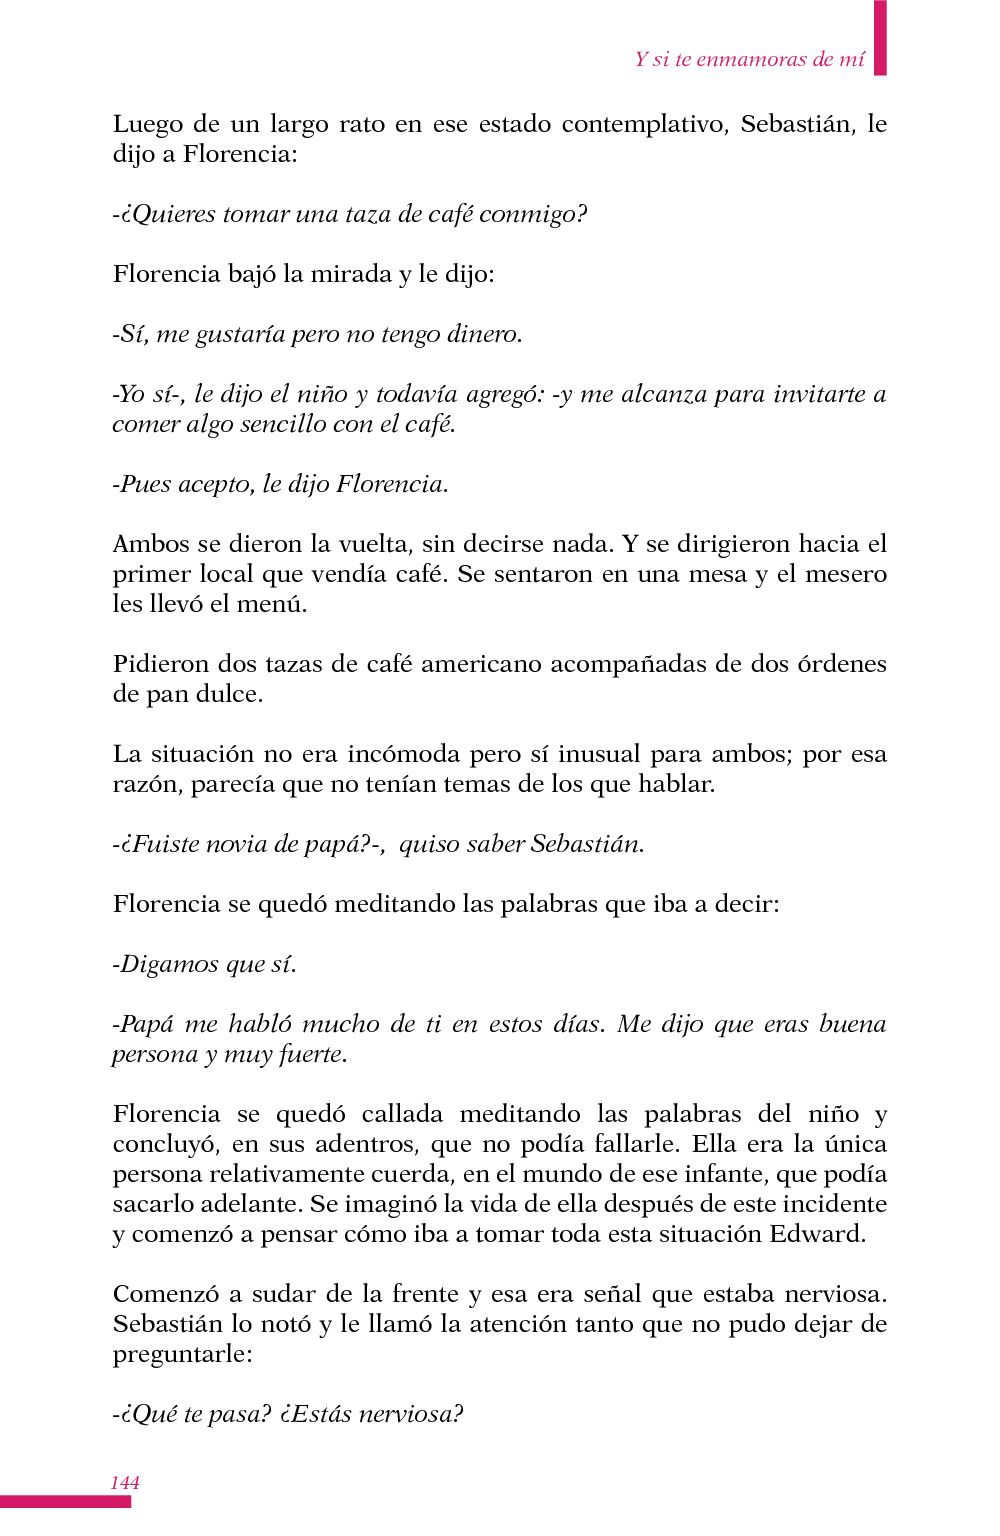 Y si te enmamoras de mí
Luego de un largo rato en ese estado contemplativo, Sebastián, le
dijo a Florencia:
-¿Quieres tomar una taza de café conmigo?
Florencia bajó la mirada y le dijo:
-Sí, me gustaría pero no tengo dinero.
-Yo sí-, le dijo el niño y todavía agregó: -y me alcanza para invitarte a
comer algo sencillo con el café.
-Pues acepto, le dijo Florencia.
Ambos se dieron la vuelta, sin decirse nada. Y se dirigieron hacia el
primer local que vendía café. Se sentaron en una mesa y el mesero
les llevó el menú.
Pidieron dos tazas de café americano acompañadas de dos órdenes
de pan dulce.
La situación no era incómoda pero sí inusual para ambos; por esa
razón, parecía que no tenían temas de los que hablar.
-¿Fuiste novia de papá?-,  quiso saber Sebastián.
Florencia se quedó meditando las palabras que iba a decir:
-Digamos que sí.
-Papá me habló mucho de ti en estos días. Me dijo que eras buena
persona y muy fuerte.
Florencia se quedó callada meditando las palabras del niño y
concluyó, en sus adentros, que no podía fallarle. Ella era la única
persona relativamente cuerda, en el mundo de ese infante, que podía
sacarlo adelante. Se imaginó la vida de ella después de este incidente
y comenzó a pensar cómo iba a tomar toda esta situación Edward.
Comenzó a sudar de la frente y esa era señal que estaba nerviosa.
Sebastián lo notó y le llamó la atención tanto que no pudo dejar de
preguntarle:
-¿Qué te pasa? ¿Estás nerviosa?
144